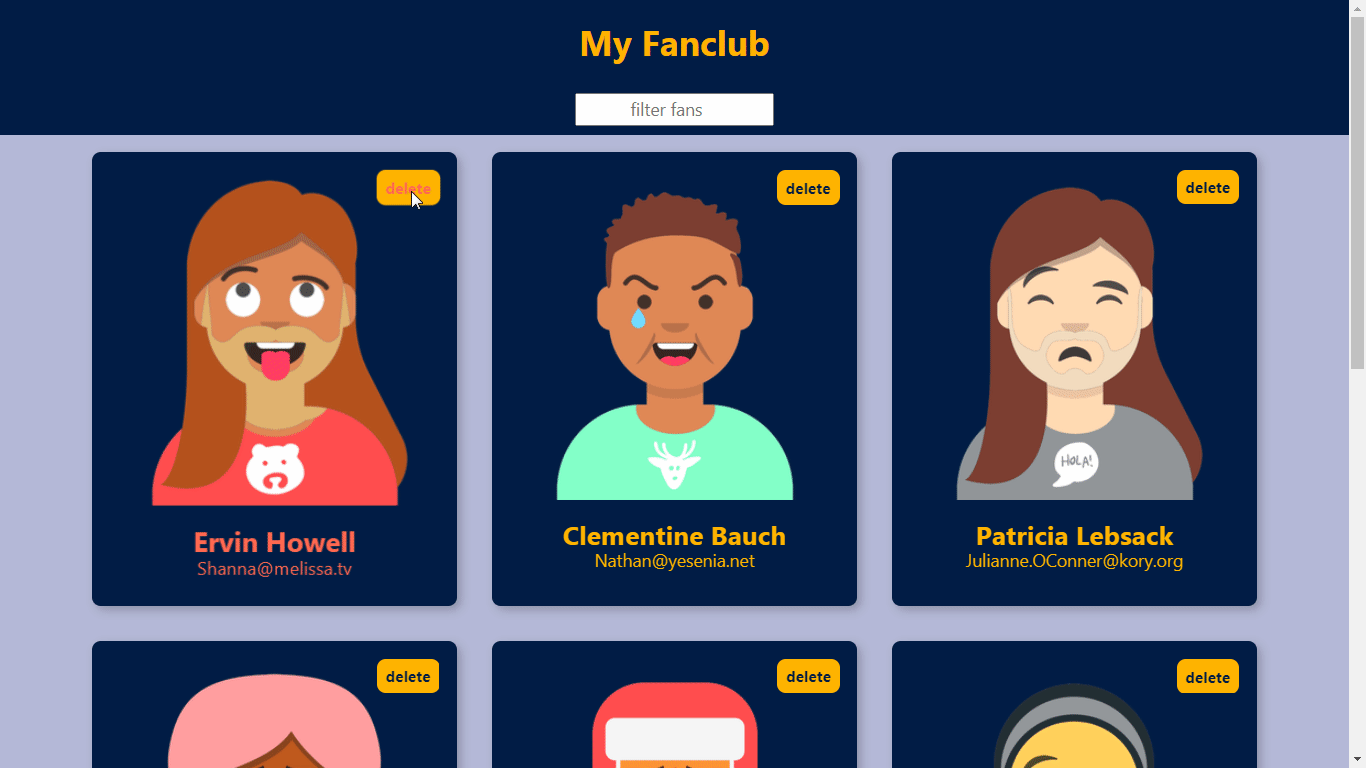 My Fanclub
filter fans
delete
Ervin Howell
Shanna@melissa.tv
delete
Clementine Bauch
Nathan@yesenia.net
delete
HOLA!
Patricia Lebsack
Julianne.OConner@kory.org
delete
delete
delete